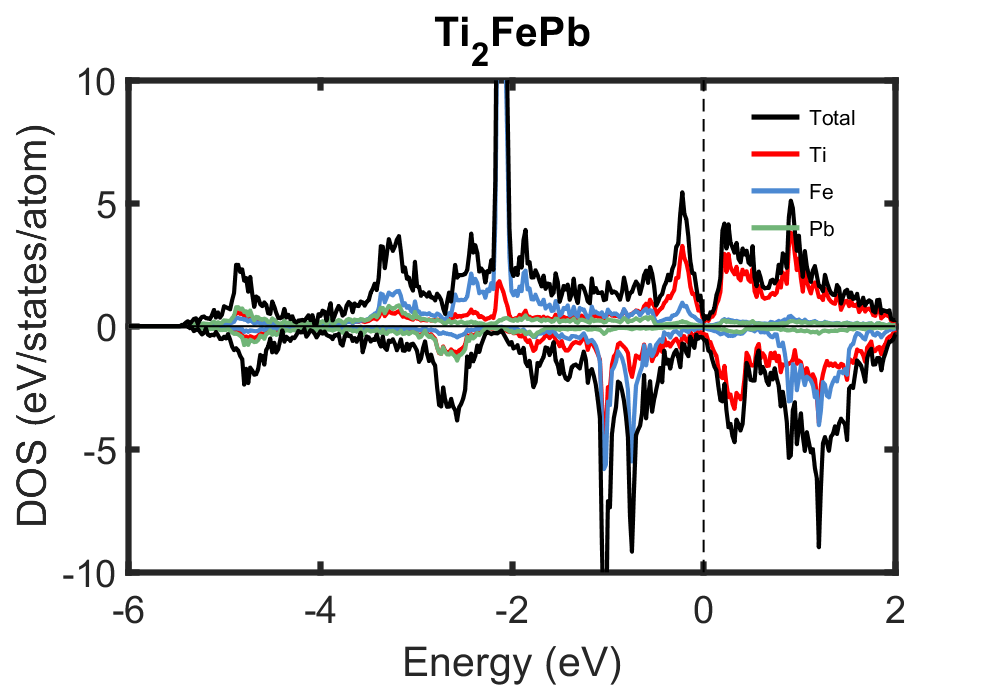 Ti2FePb
10
5
0
-5
-10
DOS (eV/states/atom)
Total
Ti
Fe
Pb
-6 -4 -2 0 2
Energy (eV)